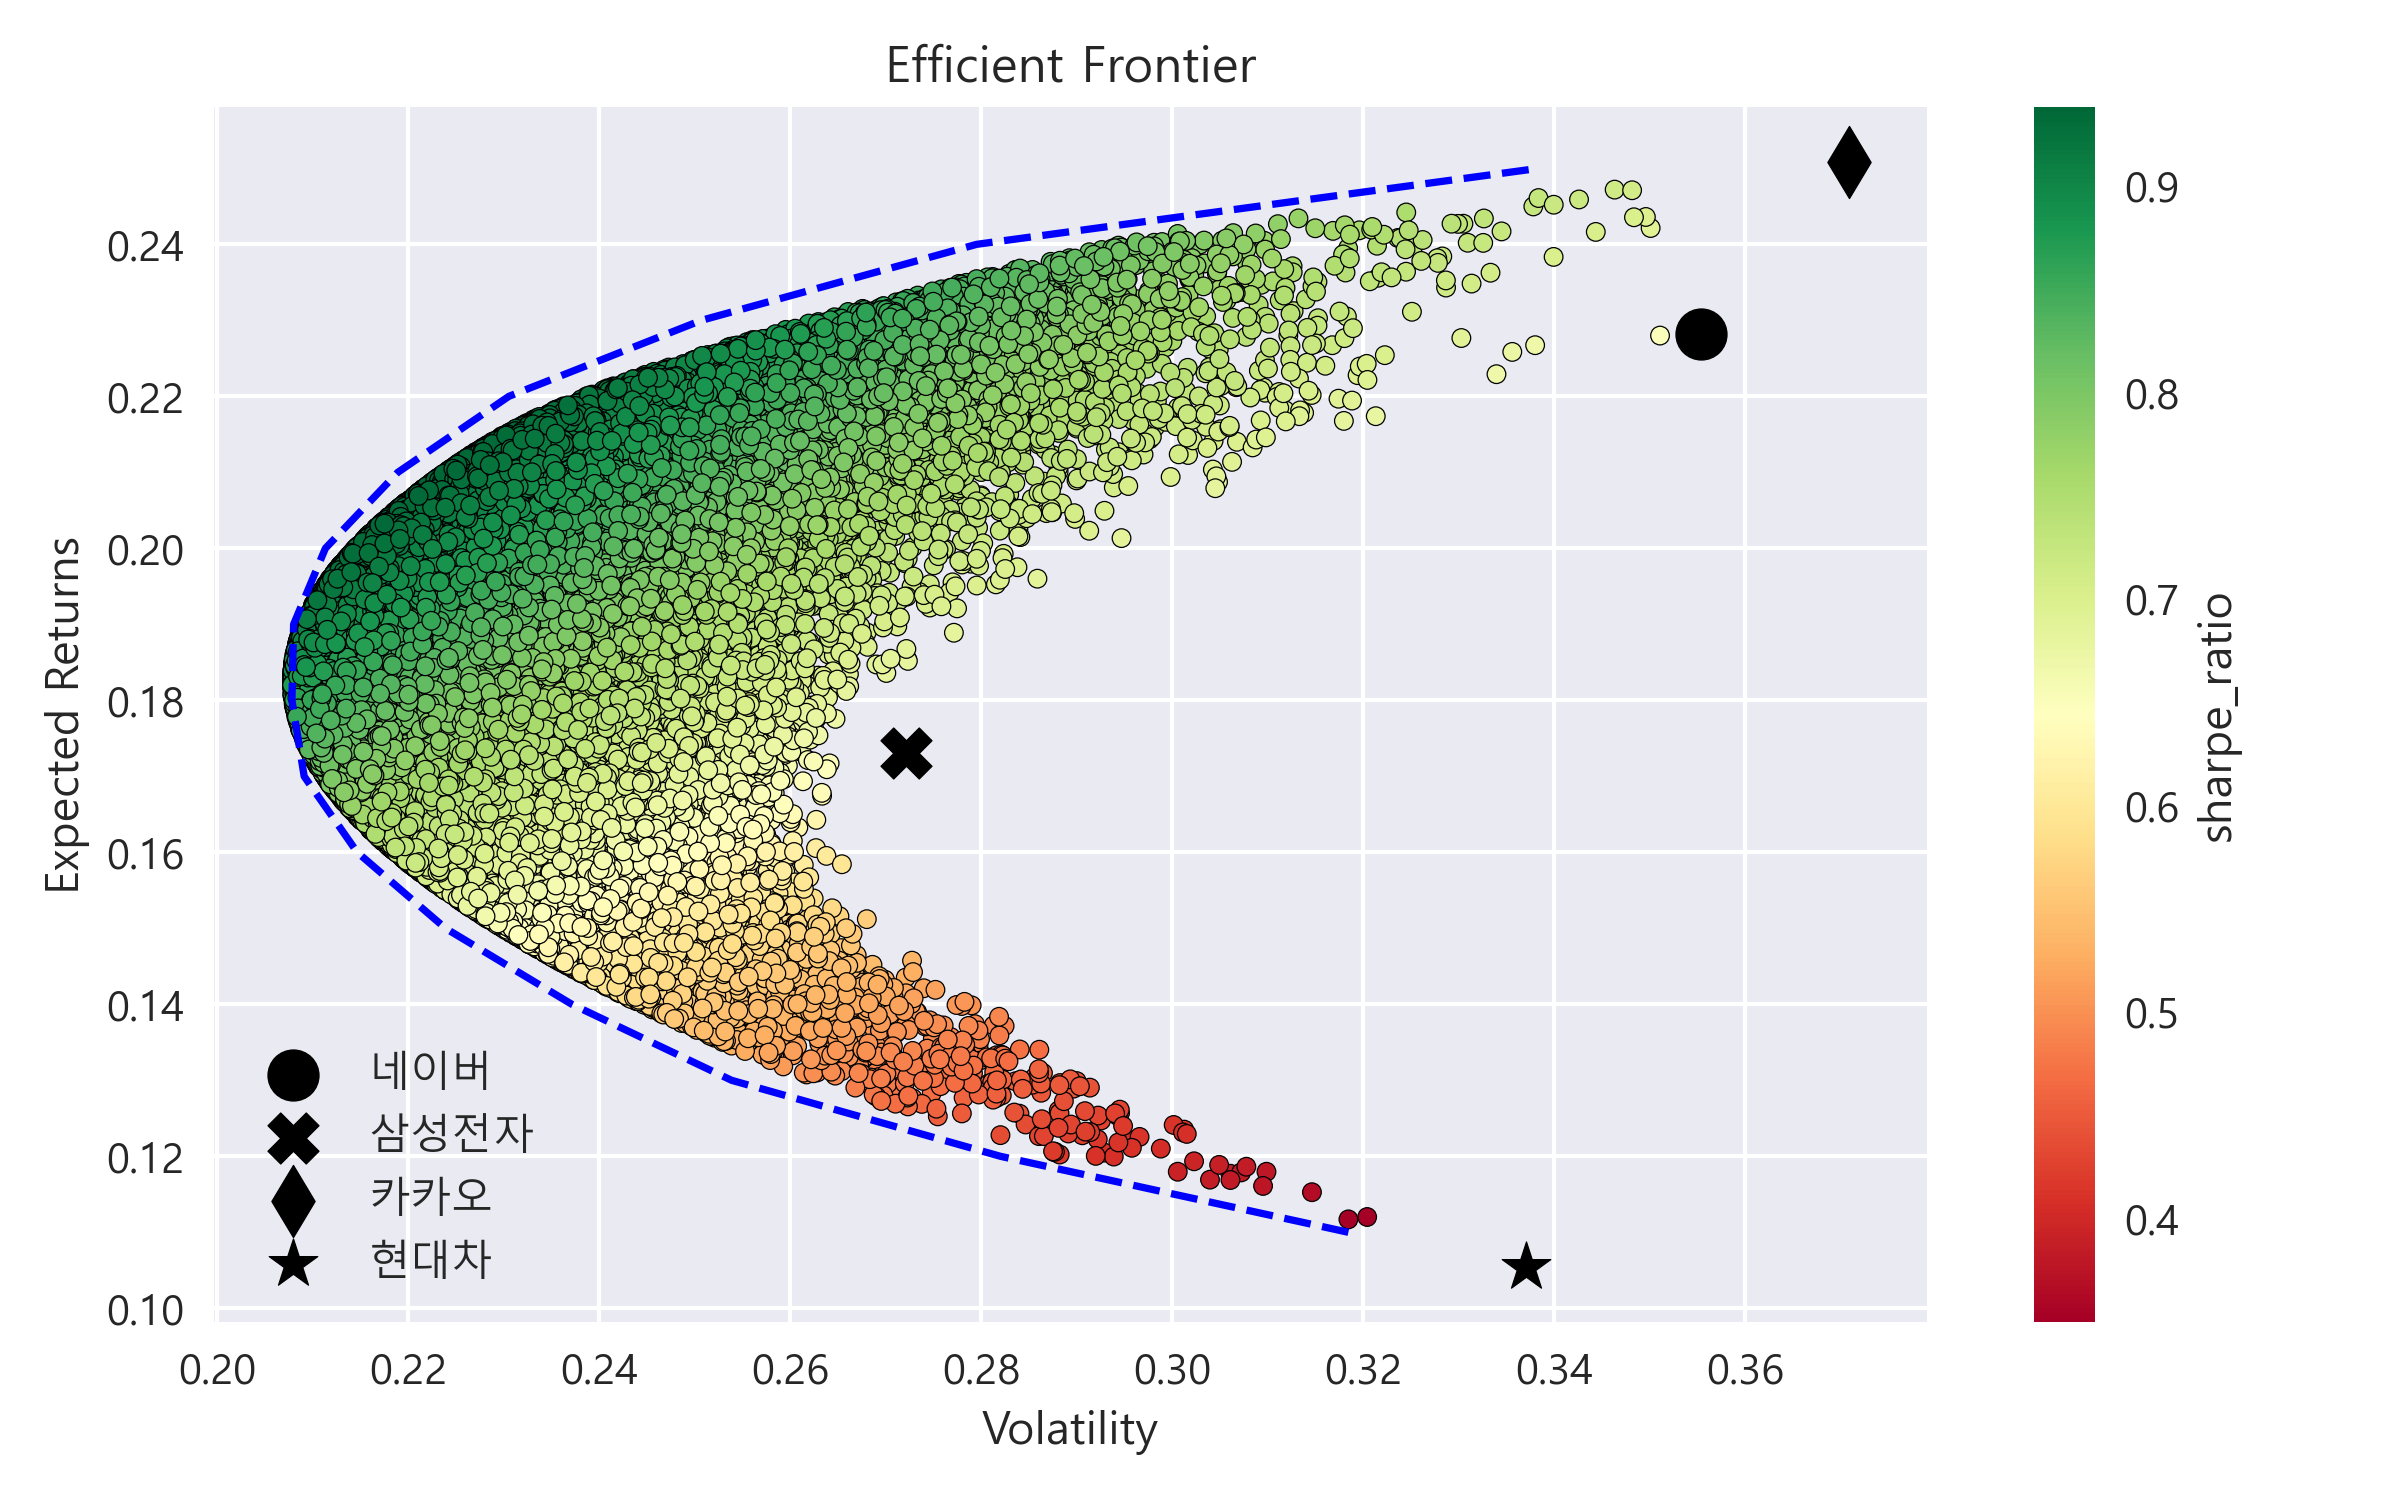 Efficient Frontier
Expected Returns
0.24
0.22
0.20
0.18
0.16
0.14
0.12
0.10
네이버
삼성전자
카카오
현대차
0.20 0.22 0.24 0.26 0.28 0.30 0.32 0.34 0.36
Volatility
0.9
0.8
0.7
0.6
0.5
0.4
sharpe_ratio